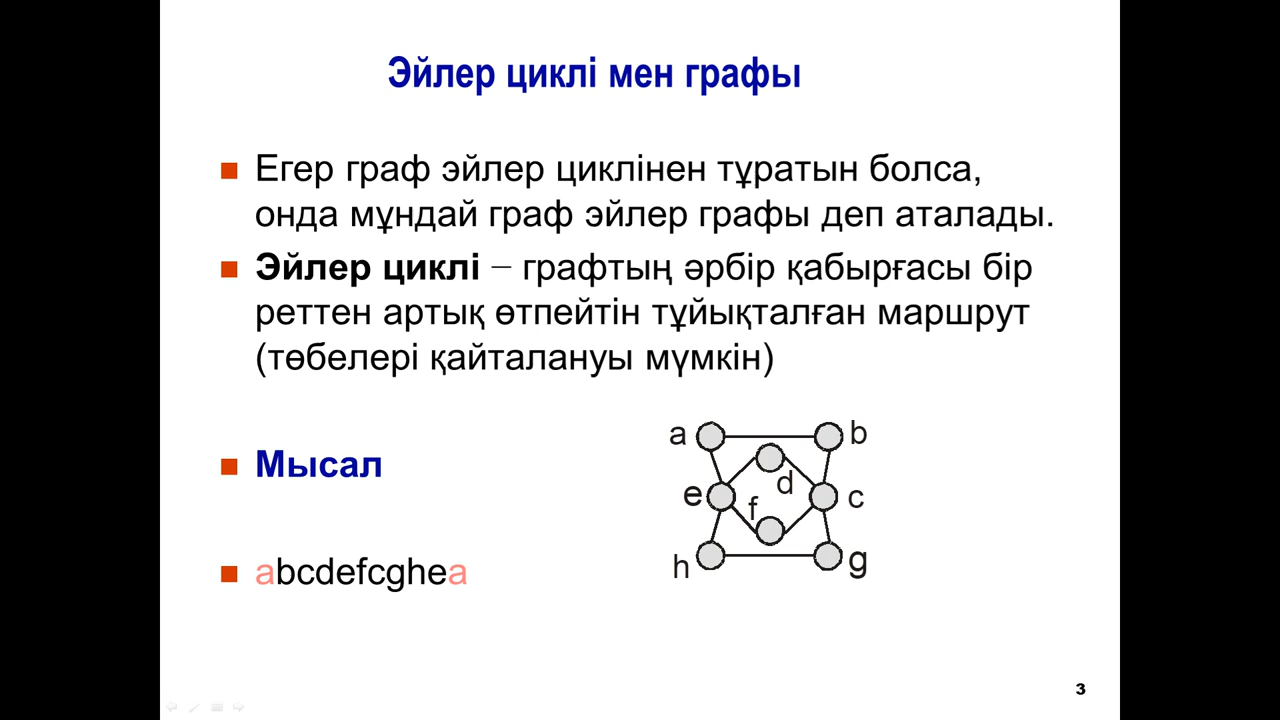 Эйлер циклі мен графы
Егер граф эйлер циклінен тұратын болса,
онда мұндай граф эйлер графы деп аталады.
Эйлер циклі − графтың әрбір қабырғасы бір
реттен артық өтпейтін тұйықталған маршрут
(төбелері қайталануы мүмкін)
Мысал
a b
d
e f c
h g
abcdefcghea
3